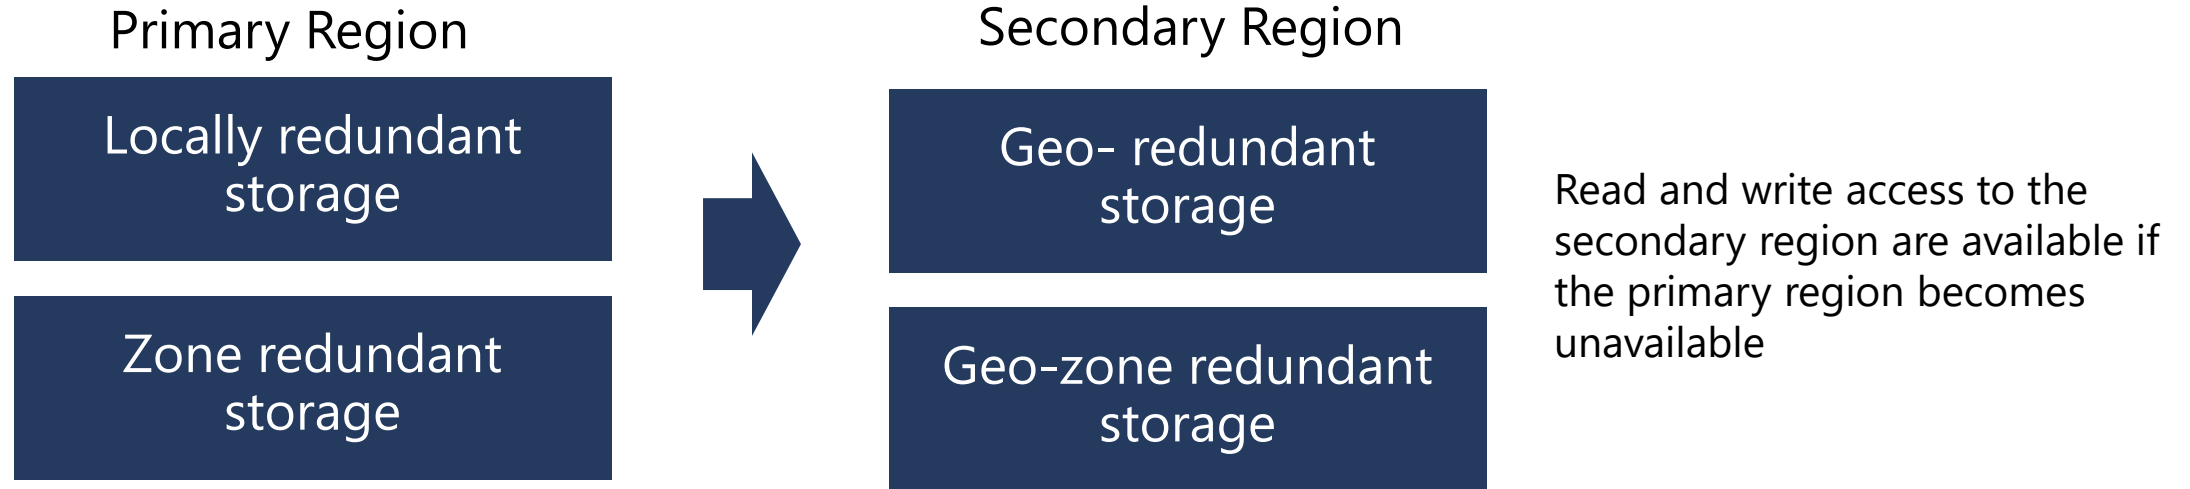 Primary Region
Locally redundant
storage
Zone redundant
storage
Secondary Region
Geo- redundant
storage
Geo-zone redundant
storage
Read and write access to the
secondary region are available if
the primary region becomes
unavailable